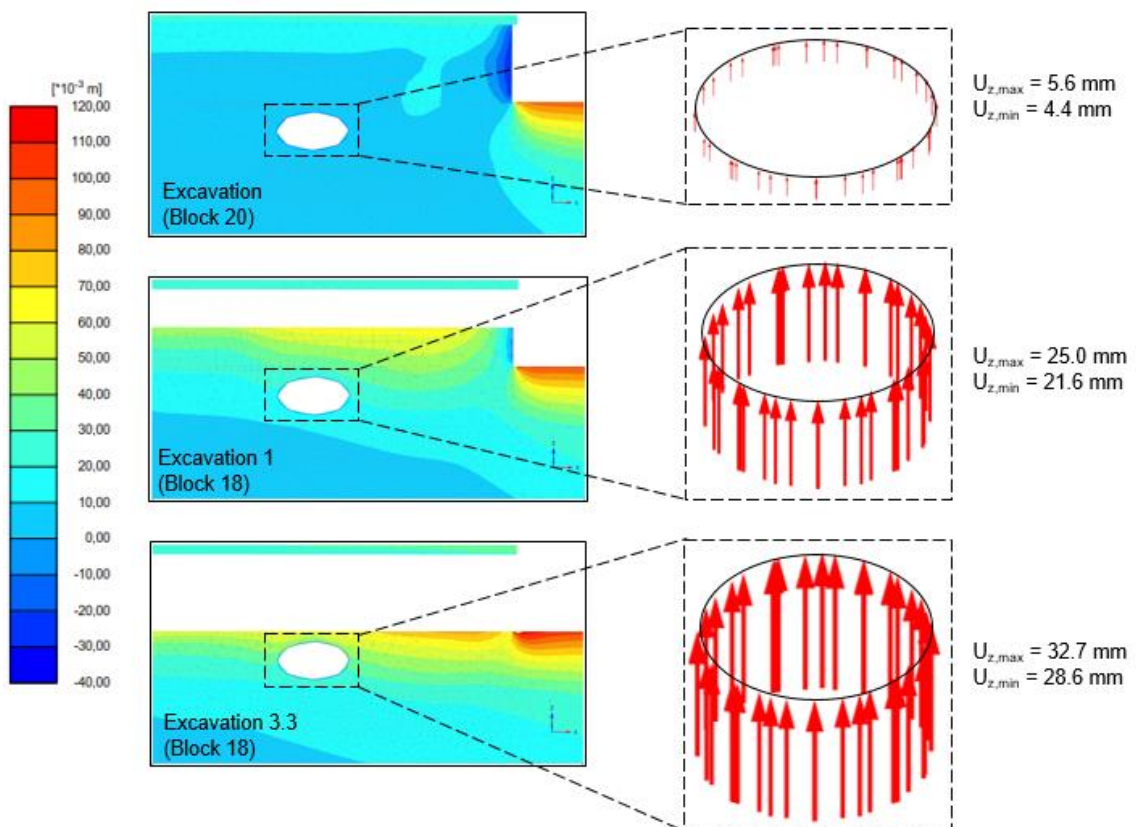 [*10⁻³ m]
120,00
110,00
100,00
90,00
80,00
70,00
60,00
50,00
40,00
30,00
20,00
10,00
0,00
-10,00
-20,00
-30,00
-40,00
Excavation
(Block 20)
Uz,max = 5.6 mm
Uz,min = 4.4 mm
Excavation 1
(Block 18)
Uz,max = 25.0 mm
Uz,min = 21.6 mm
Excavation 3.3
(Block 18)
Uz,max = 32.7 mm
Uz,min = 28.6 mm